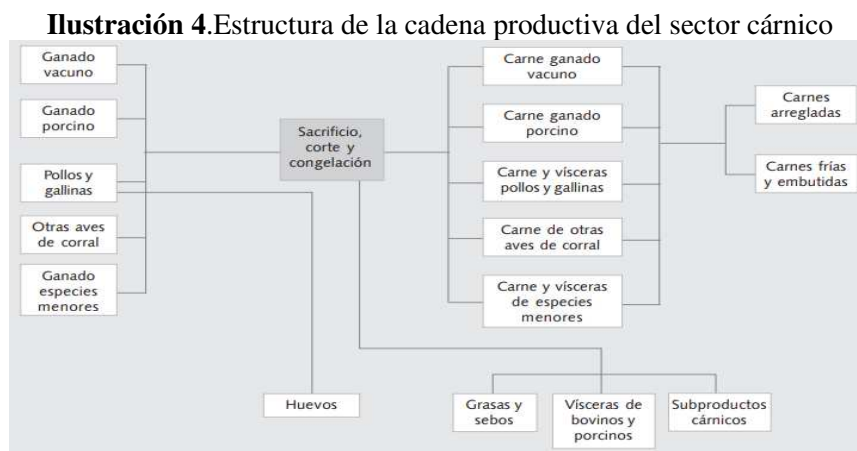 Ilustración 4.Estructura de la cadena productiva del sector cárnico
Ganado
vacuno
Ganado
porcino
Pollos y
gallinas
Otras aves
de corral
Ganado
especies
menores
Sacrificio,
corte y
congelación
Carne ganado
vacuno
Carne ganado
porcino
Carne y vísceras
pollos y gallinas
Carne de otras
aves de corral
Carne y vísceras
de especies
menores
Carnes
arregladas
Carnes frías
y embutidas
Huevos
Grasas y
sebos
Vísceras de
bovinos y
porcinos
Subproductos
cárnicos